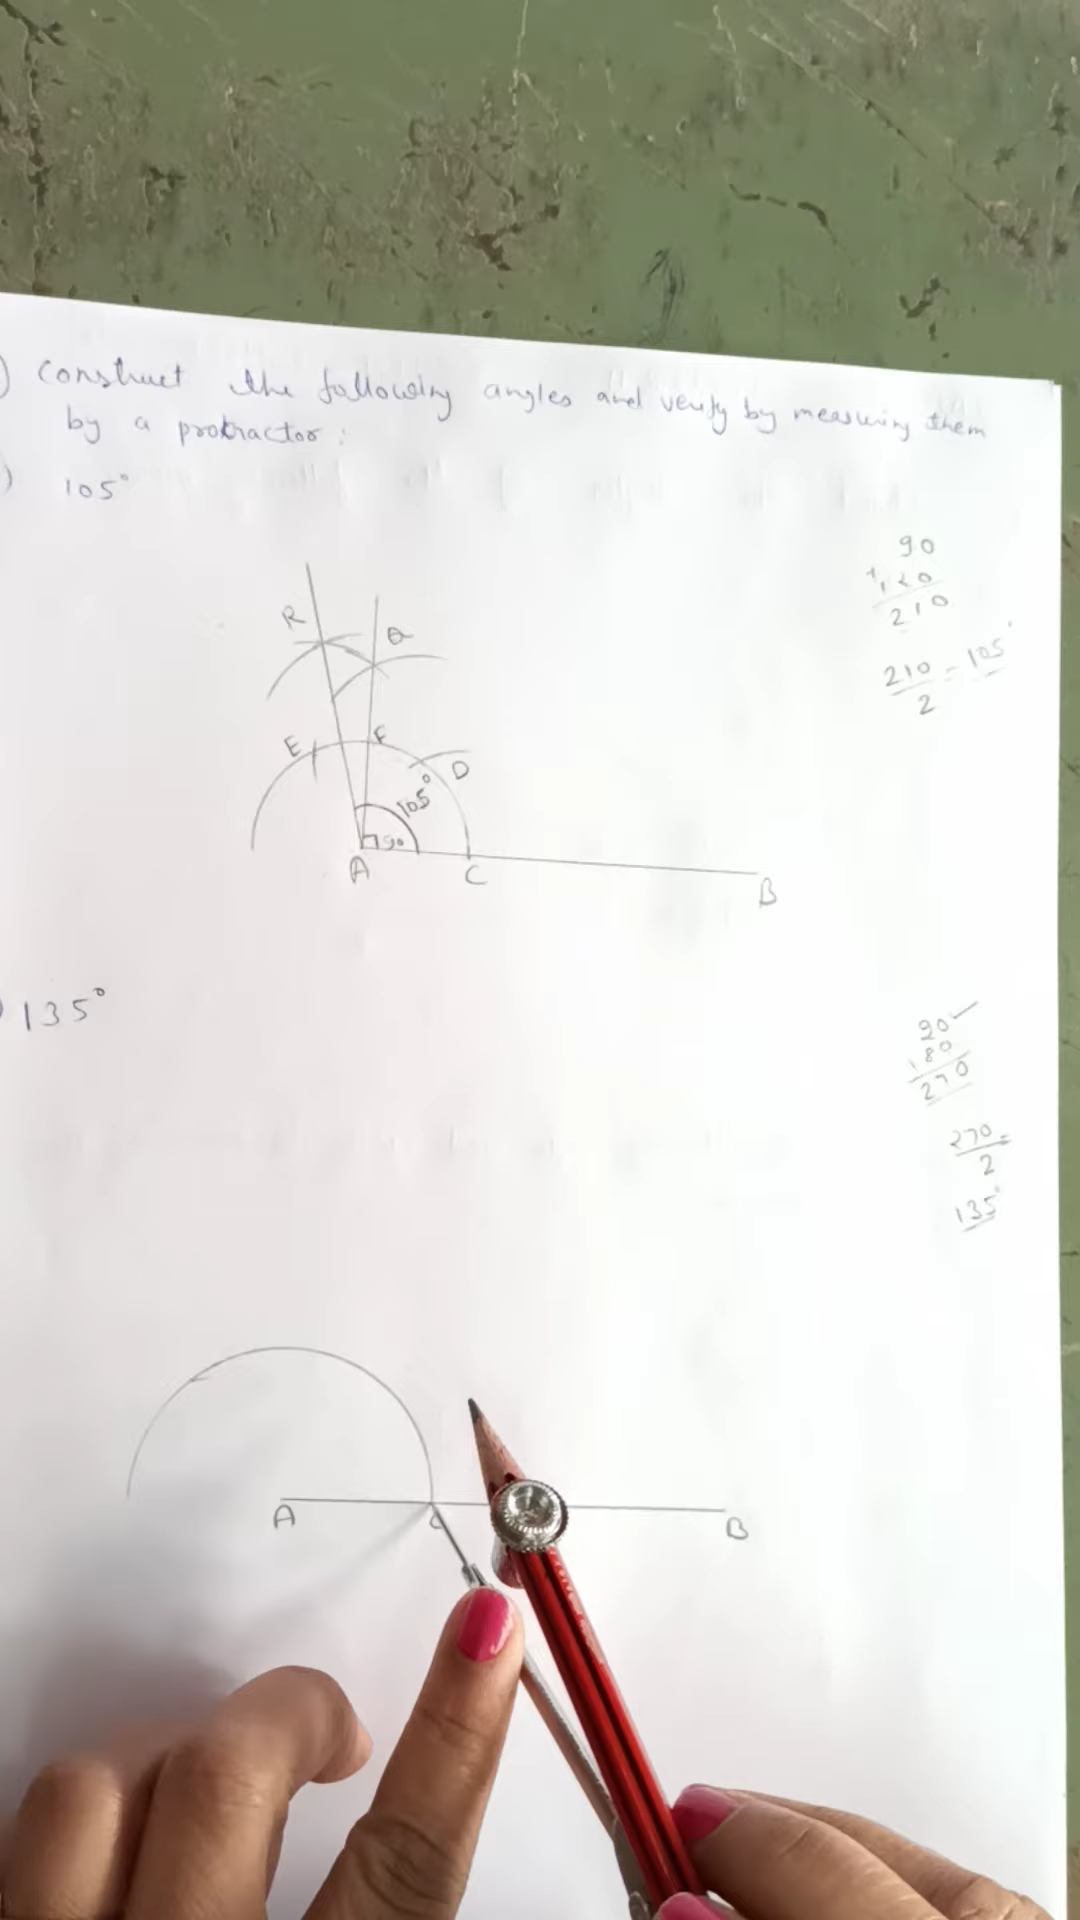 ) Construct the following angles and verify by measuring them
by a protractor :
) 105°
90
+120
210
210/2 = 105°
R
Q
E
F
D
105°
90
A
C
B
) 135°
90
180
270
270/2 =
135°
A
C
B